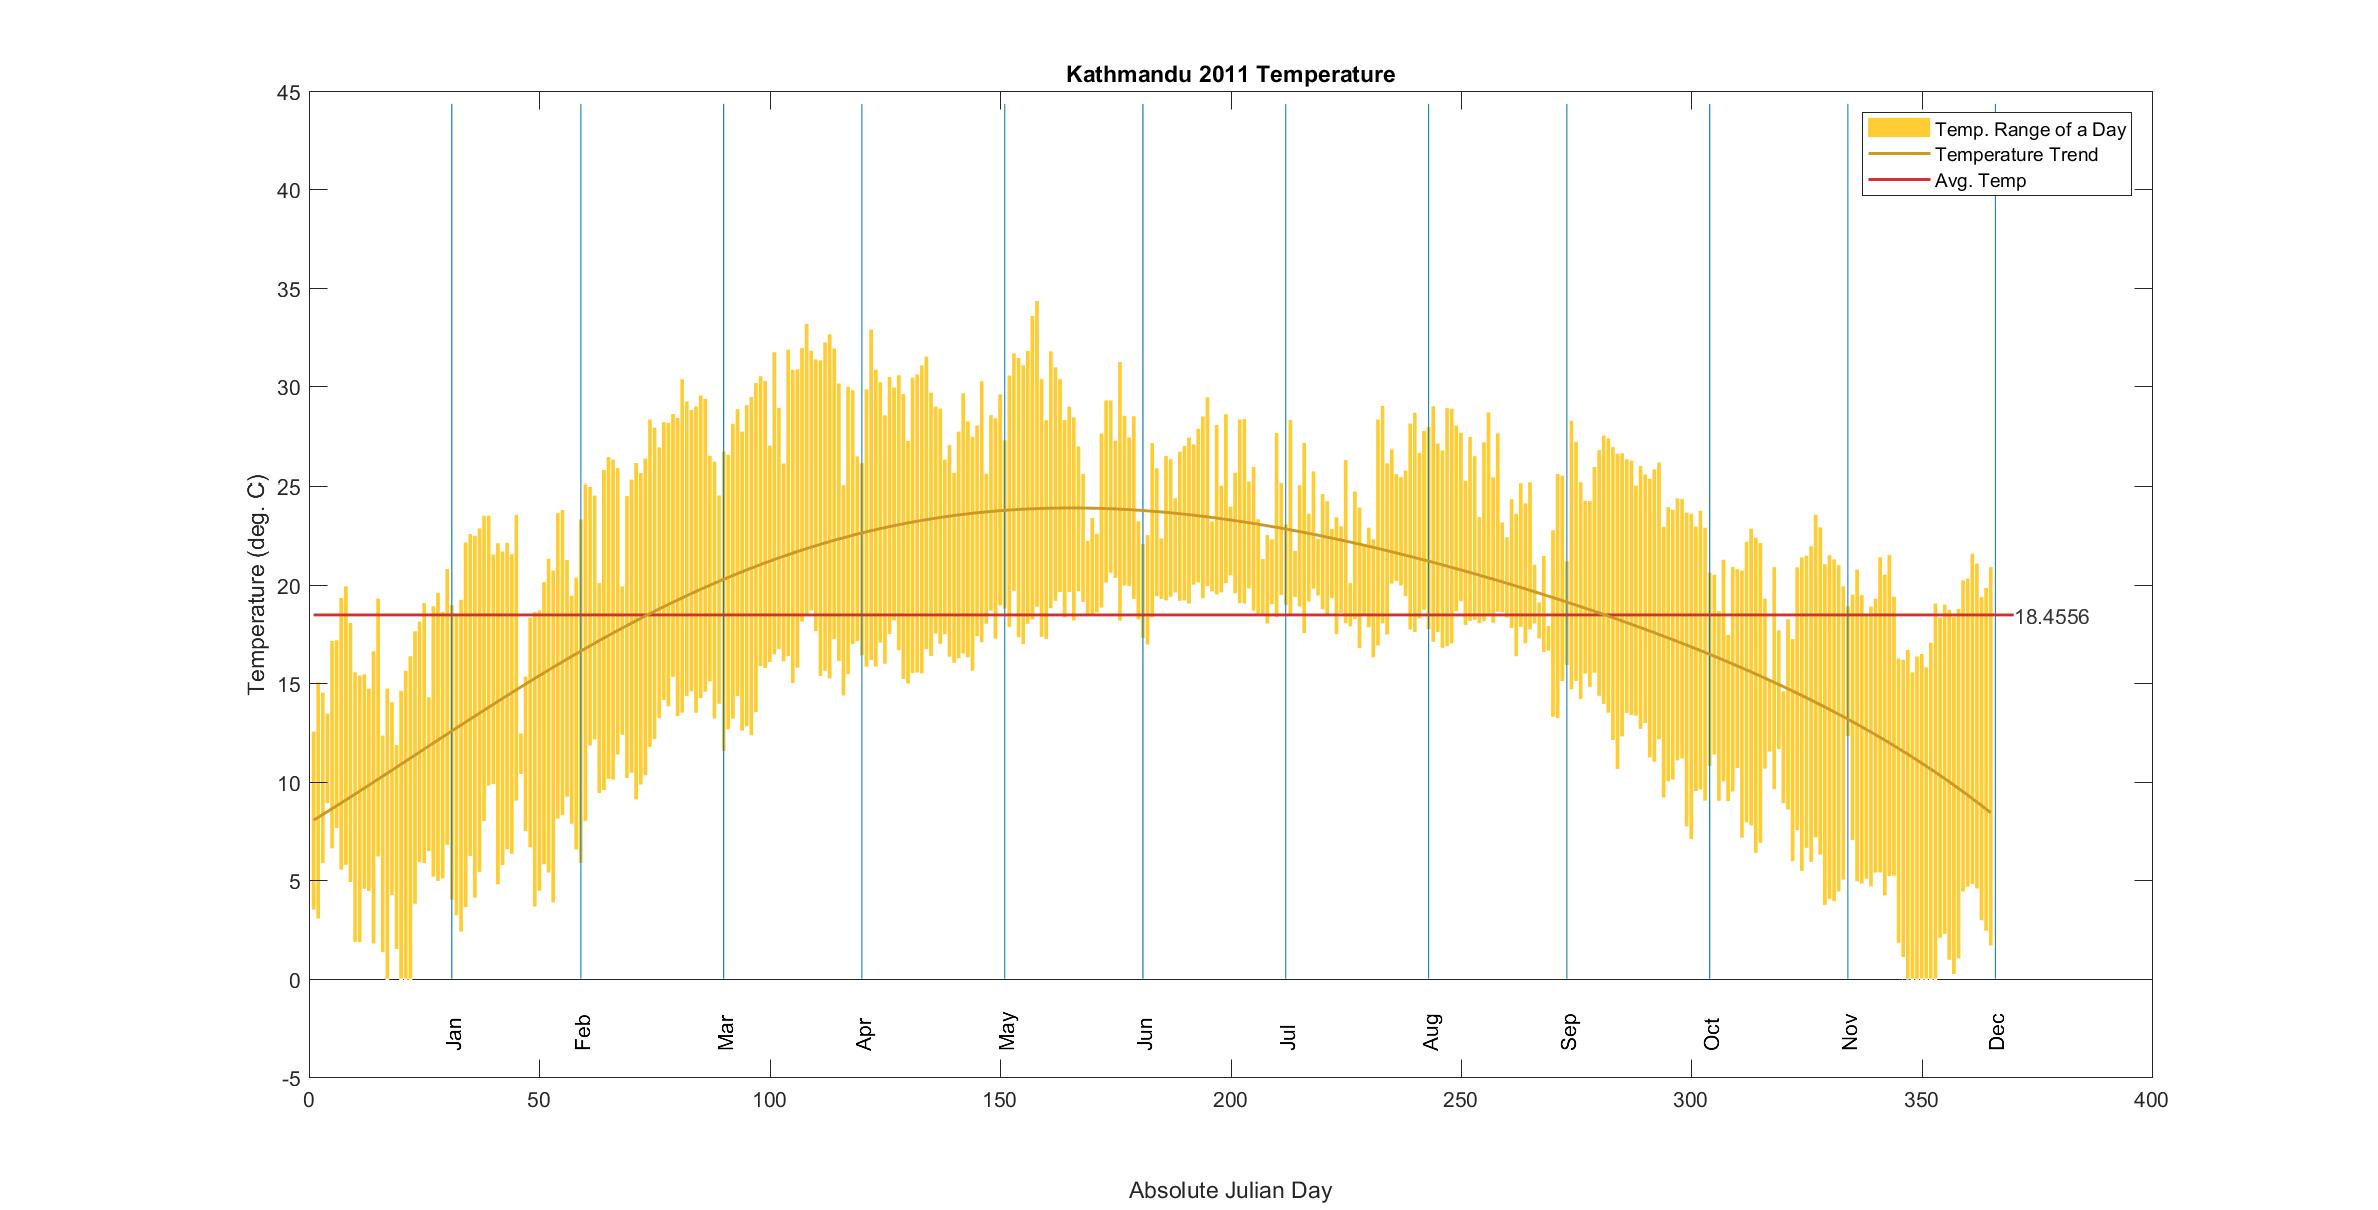 Kathmandu 2011 Temperature
45
40
35
30
25
20
15
10
5
0
-5
Temperature (deg. C)
Temp. Range of a Day
Temperature Trend
Avg. Temp
18.4556
Jan
Feb
Mar
Apr
May
Jun
Jul
Aug
Sep
Oct
Nov
Dec
0
50
100
150
200
250
300
350
400
Absolute Julian Day